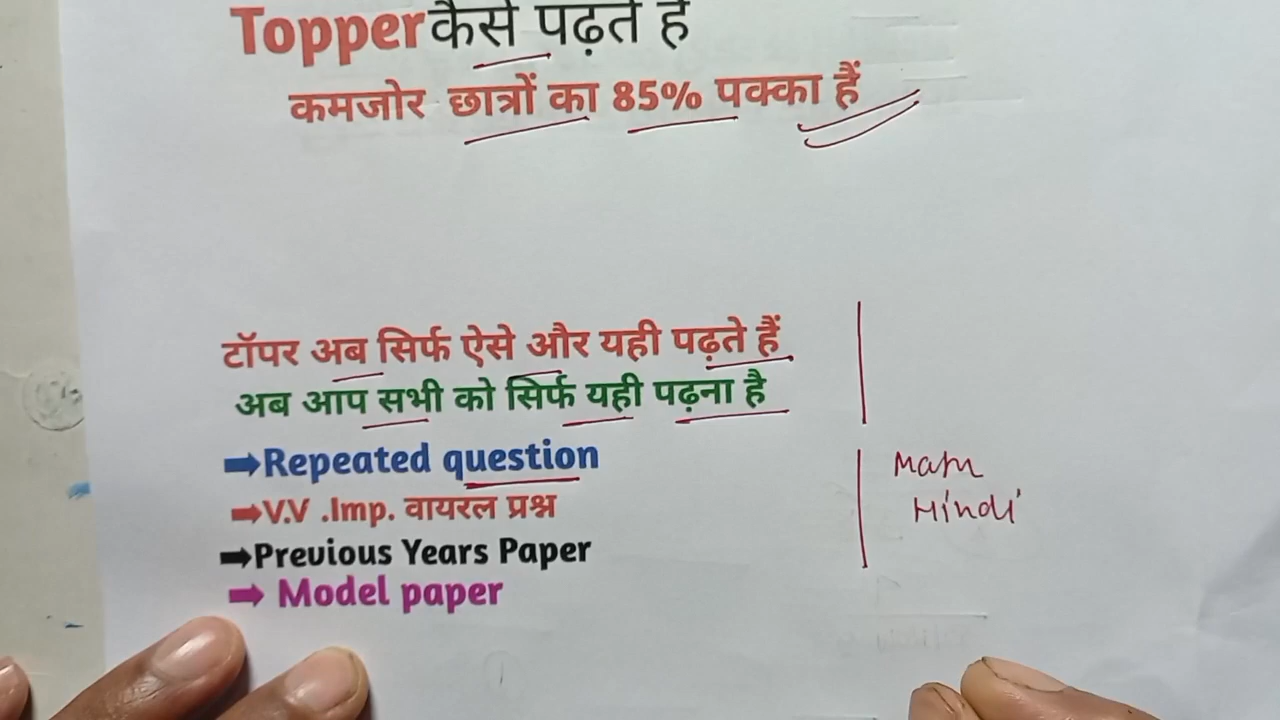 Topper कैसे पढ़ते हैं
कमजोर छात्रों का 85% पक्का हैं
टॉपर अब सिर्फ ऐसे और यही पढ़ते हैं
अब आप सभी को सिर्फ यही पढ़ना है
➡Repeated question
➡V.V .Imp. वायरल प्रश्न
➡Previous Years Paper
➡ Model paper
Math
Hindi